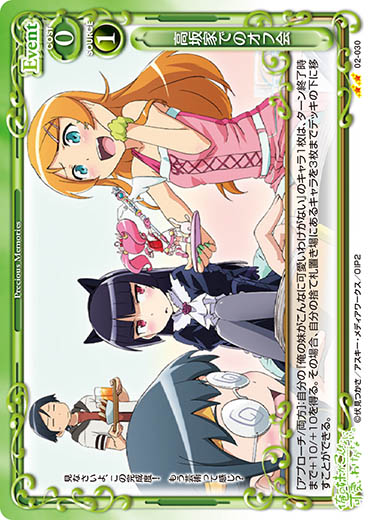 Event
COST
0
SOURCE
1
高坂家でのオフ会
Precious Memories
見なさいよ、この完成度！　もう芸術って感じ？
[アプローチ/両方]:自分の「俺の妹がこんなに可愛いわけがない」のキャラ1枚は、ターン終了時
まで+10/+10を得る。その場合、自分の捨て札置き場にあるキャラを3枚までデッキの下に移
すことができる。
©伏見つかさ/アスキー・メディアワークス/OIP2
02-030